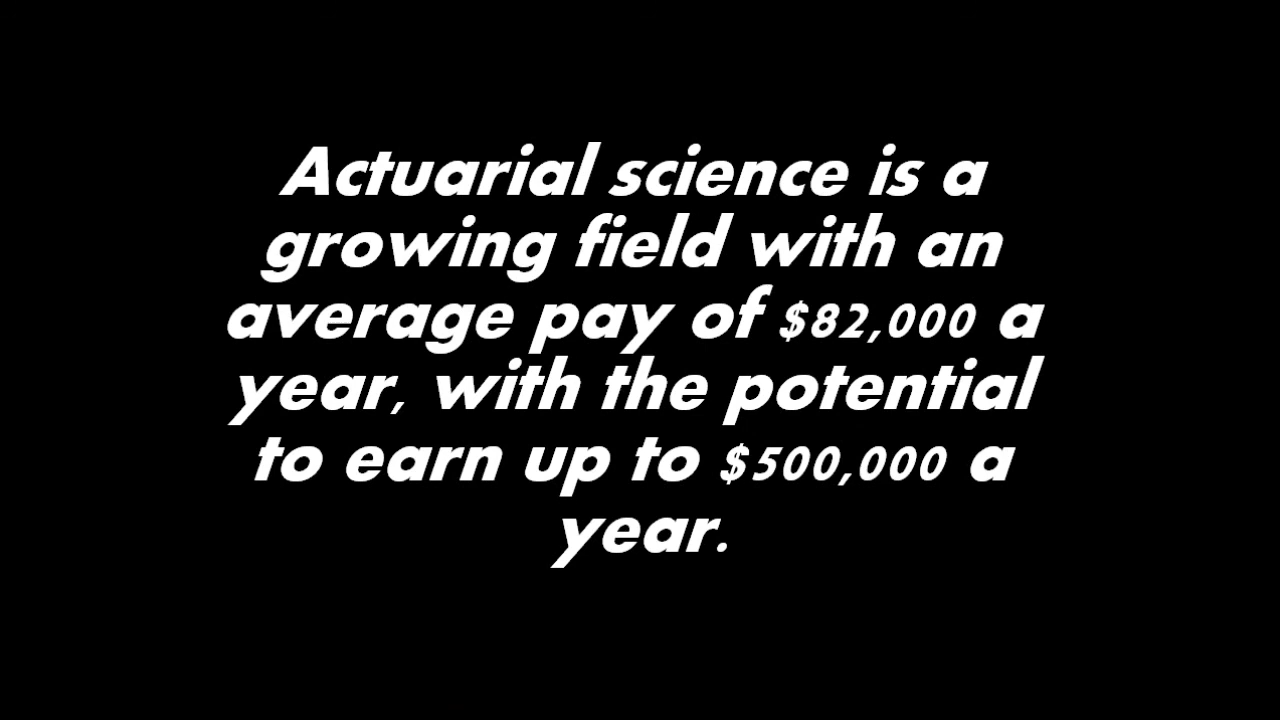 Actuarial science is a
growing field with an
average pay of $82,000 a
year, with the potential
to earn up to $500,000 a
year.